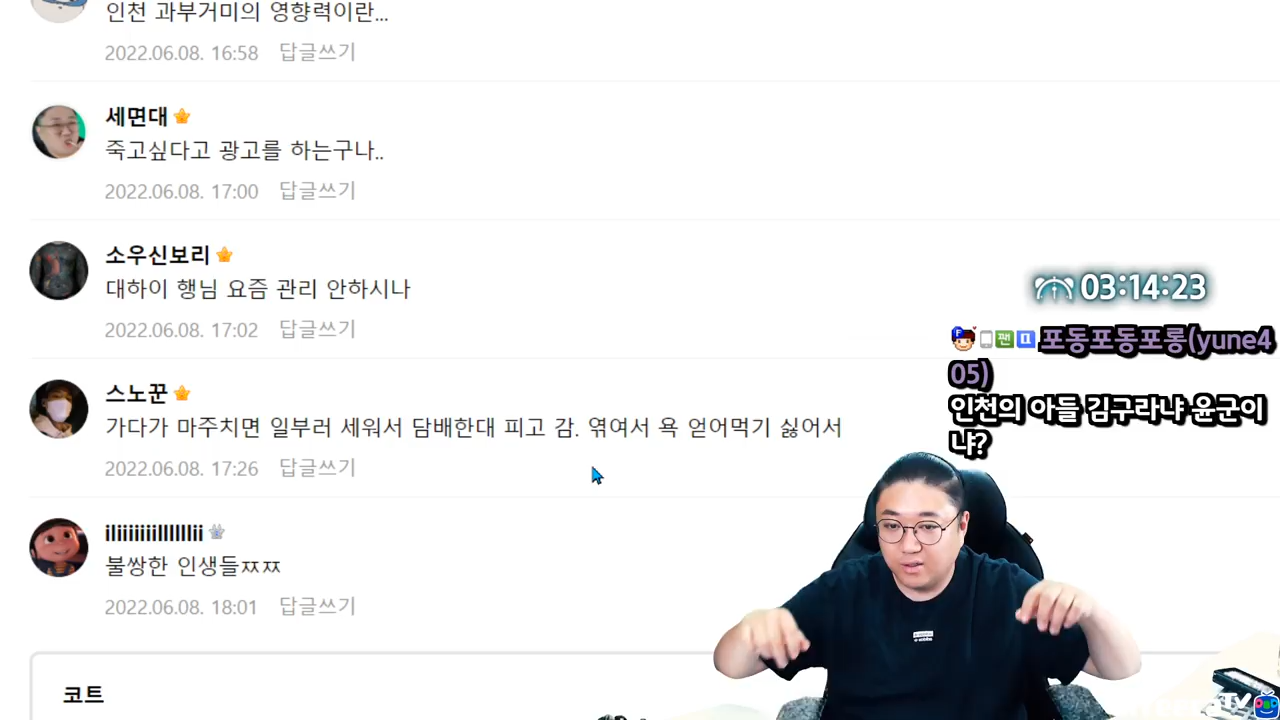 인천 과부거미의 영향력이란...
2022.06.08. 16:58 답글쓰기
세면대
죽고싶다고 광고를 하는구나..
2022.06.08. 17:00 답글쓰기
소우신보리
대하이 행님 요즘 관리 안하시나
2022.06.08. 17:02 답글쓰기
03:14:23
포동포동포롱(yune4
05)
인천의 아들 김구라냐 윤군이
냐?
스노꾼
가다가 마주치면 일부러 세워서 담배한대 피고 감. 엮여서 욕 얻어먹기 싫어서
2022.06.08. 17:26 답글쓰기
불쌍한 인생들ㅉㅉ
2022.06.08. 18:01 답글쓰기
코트